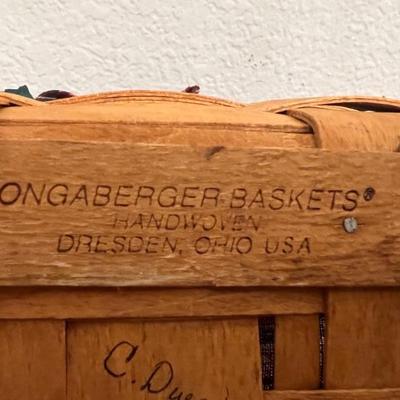 ONGABERGER BASKETS®
HANDWOVEN
DRESDEN, OHIO USA
C.